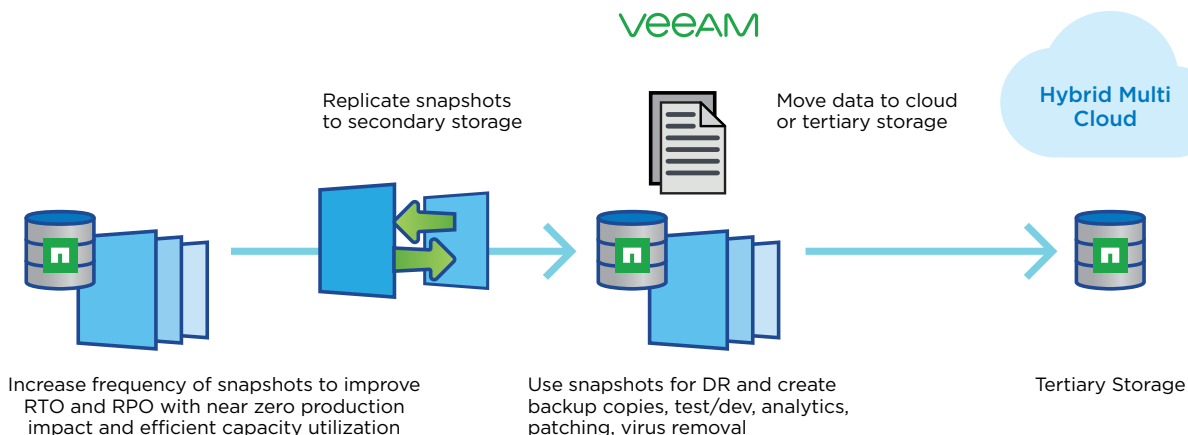 VEEAM
Replicate snapshots
to secondary storage
Move data to cloud
or tertiary storage
Hybrid Multi
Cloud
Increase frequency of snapshots to improve
RTO and RPO with near zero production
impact and efficient capacity utilization
Use snapshots for DR and create
backup copies, test/dev, analytics,
patching, virus removal
Tertiary Storage